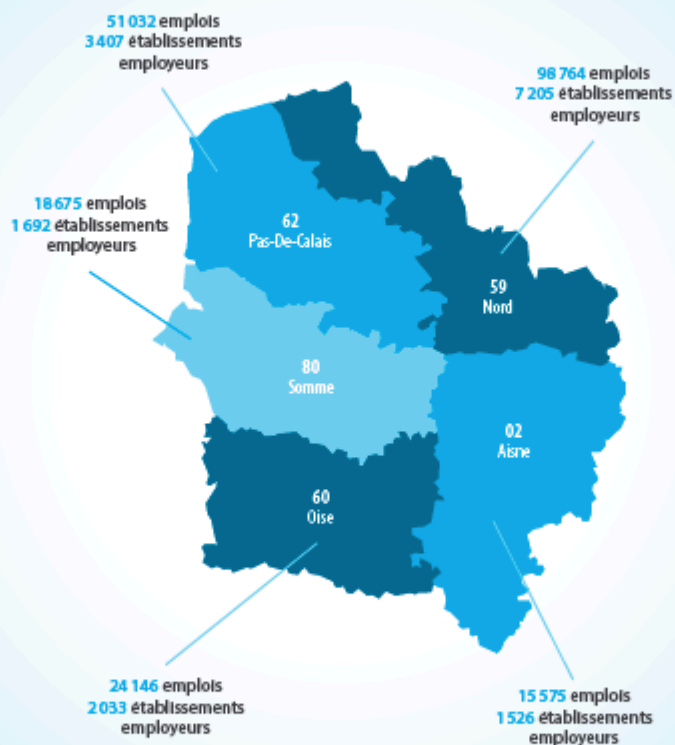 51 032 emplois
3 407 établissements
employeurs
98 764 emplois
7 205 établissements
employeurs
18 675 emplois
1 692 établissements
employeurs
62
Pas-De-Calais
59
Nord
80
Somme
02
Aisne
60
Oise
24 146 emplois
2 033 établissements
employeurs
15 575 emplois
1 526 établissements
employeurs